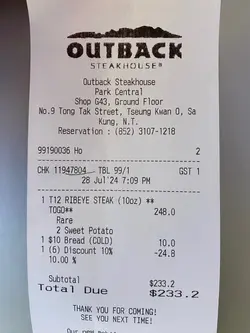 OUTBACK
STEAKHOUSE®
Outback Steakhouse
Park Central
Shop G43, Ground Floor
No.9 Tong Tak Street, Tseung Kwan O, Sa
Kung, N.T.
Reservation : (852) 3107-1218
99190036 Ho 2
CHK 11947804 TBL 99/1 GST 1
28 Jul'24 7:09 PM
1 T12 RIBEYE STEAK (10oz) **
TOGO** 248.0
Rare
2 Sweet Potato
1 $10 Bread (COLD) 10.0
1 (6) Discount 10% -24.8
10.00 %
Subtotal $233.2
Total Due $233.2
THANK YOU FOR COMING!
SEE YOU NEXT TIME!